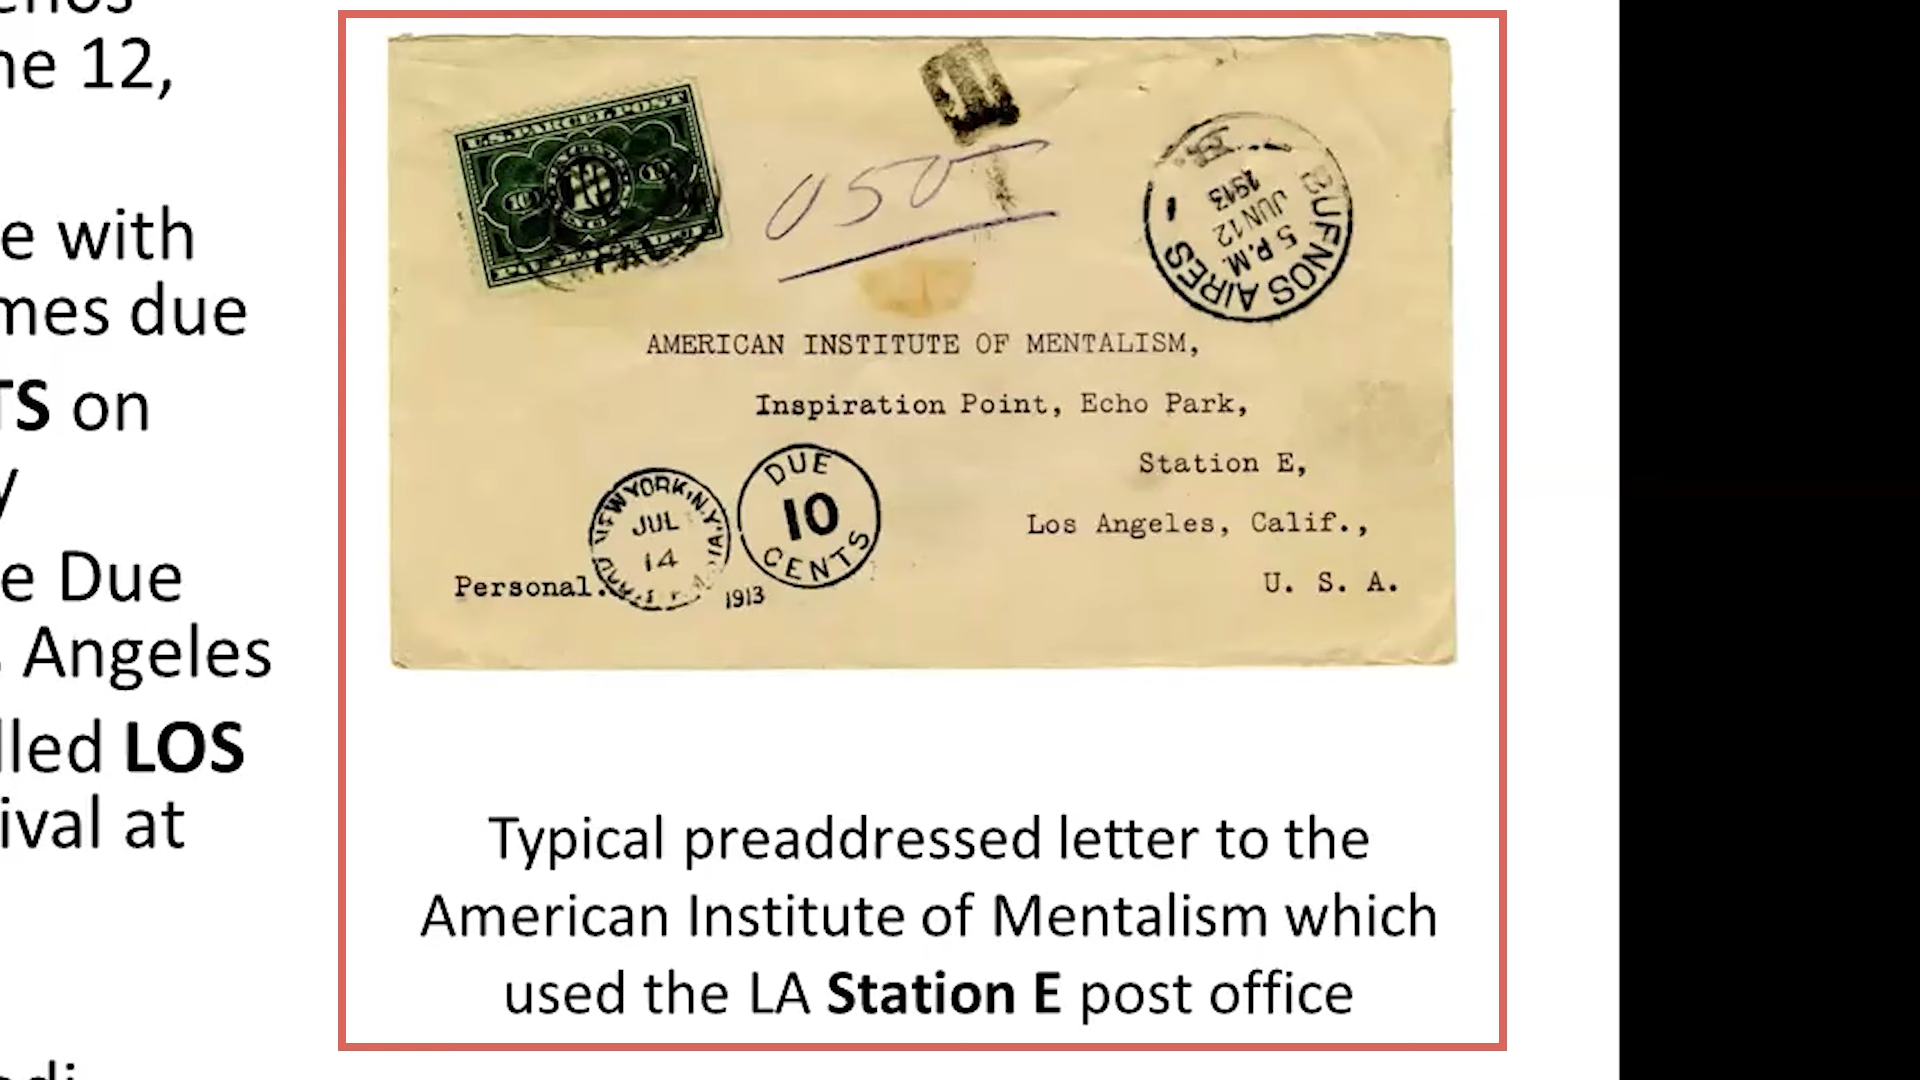 ne 12,
e with
mes due
TS on
y
e Due
s Angeles
lled LOS
ival at
U.S. PARCEL POST
10
10
050
BUENOS AIRES
5 P.M.
JUN 12
1913
AMERICAN INSTITUTE OF MENTALISM,
Inspiration Point, Echo Park,
Station E,
Los Angeles, Calif.,
U. S. A.
NEW YORK, N.Y.
JUL
14
1913
DUE
10
CENTS
Personal.
Typical preaddressed letter to the
American Institute of Mentalism which
used the LA Station E post office